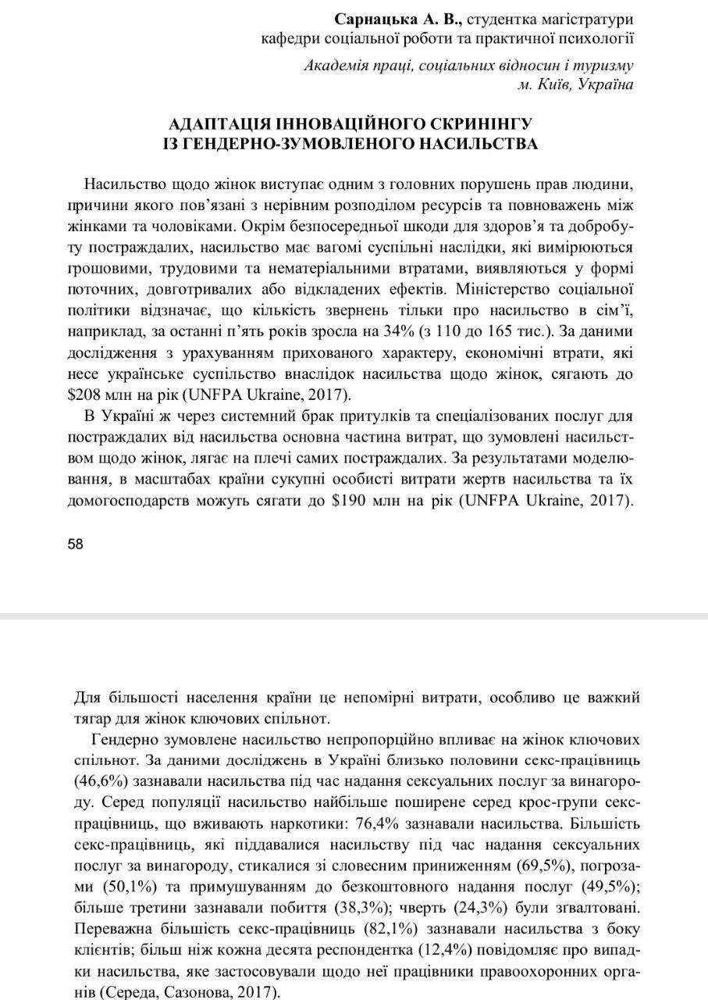 Сарнацька А. В., студентка магістратури
кафедри соціальної роботи та практичної психології
Академія праці, соціальних відносин і туризму
м. Київ, Україна
АДАПТАЦІЯ ІННОВАЦІЙНОГО СКРИНІНГУ
ІЗ ГЕНДЕРНО-ЗУМОВЛЕНОГО НАСИЛЬСТВА
Насильство щодо жінок виступає одним з головних порушень прав людини,
причини якого пов’язані з нерівним розподілом ресурсів та повноважень між
жінками та чоловіками. Окрім безпосередньої шкоди для здоров’я та добробу-
ту постраждалих, насильство має вагомі суспільні наслідки, які вимірюються
грошовими, трудовими та нематеріальними втратами, виявляються у формі
поточних, довготривалих або відкладених ефектів. Міністерство соціальної
політики відзначає, що кількість звернень тільки про насильство в сім’ї,
наприклад, за останні п’ять років зросла на 34% (з 110 до 165 тис.). За даними
дослідження з урахуванням прихованого характеру, економічні втрати, які
несе українське суспільство внаслідок насильства щодо жінок, сягають до
$208 млн на рік (UNFPA Ukraine, 2017).
В Україні ж через системний брак притулків та спеціалізованих послуг для
постраждалих від насильства основна частина витрат, що зумовлені насильст-
вом щодо жінок, лягає на плечі самих постраждалих. За результатами моделю-
вання, в масштабах країни сукупні особисті витрати жертв насильства та їх
домогосподарств можуть сягати до $190 млн на рік (UNFPA Ukraine, 2017).
58
Для більшості населення країни це непомірні витрати, особливо це важкий
тягар для жінок ключових спільнот.
Гендерно зумовлене насильство непропорційно впливає на жінок ключових
спільнот. За даними досліджень в Україні близько половини секс-працівниць
(46,6%) зазнавали насильства під час надання сексуальних послуг за винагоро-
ду. Серед популяції насильство найбільше поширене серед крос-групи секс-
працівниць, що вживають наркотики: 76,4% зазнавали насильства. Більшість
секс-працівниць, які піддавалися насильству під час надання сексуальних
послуг за винагороду, стикалися зі словесним приниженням (69,5%), погроза-
ми (50,1%) та примушуванням до безкоштовного надання послуг (49,5%);
більше третини зазнавали побиття (38,3%); чверть (24,3%) були зґвалтовані.
Переважна більшість секс-працівниць (82,1%) зазнавали насильства з боку
клієнтів; більш ніж кожна десята респондентка (12,4%) повідомляє про випад-
ки насильства, яке застосовували щодо неї працівники правоохоронних орга-
нів (Середа, Сазонова, 2017).